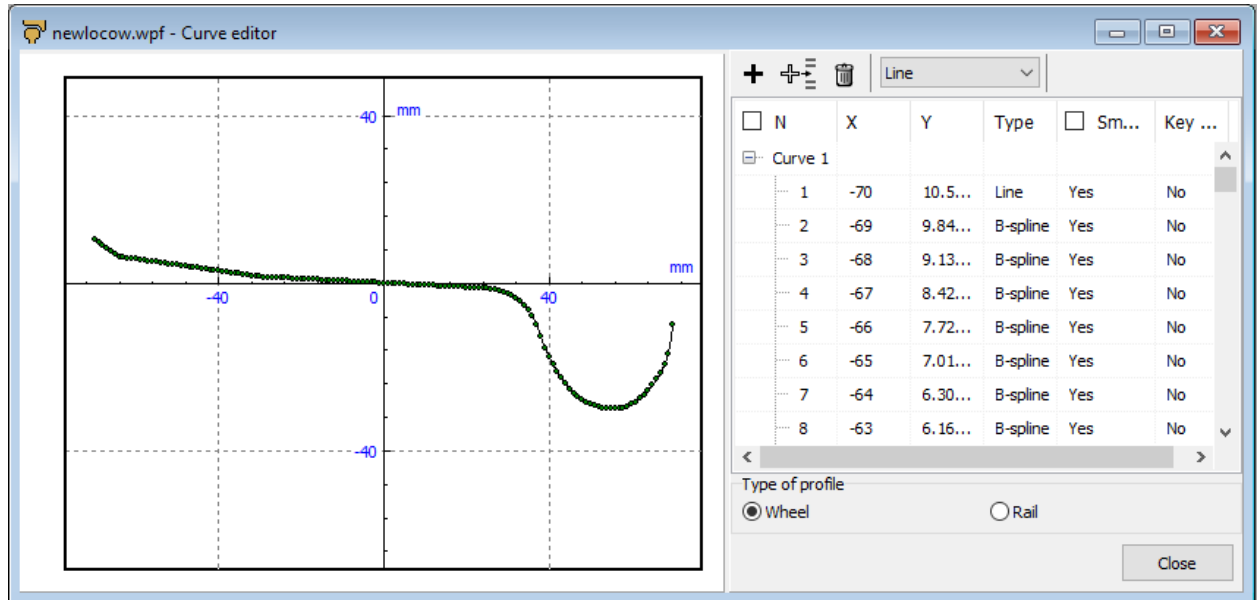 newlocow.wpf - Curve editor
40 mm
mm
-40 0 40
-40
Line
N X Y Type Sm... Key ...
Curve 1
1 -70 10.5... Line Yes No
2 -69 9.84... B-spline Yes No
3 -68 9.13... B-spline Yes No
4 -67 8.42... B-spline Yes No
5 -66 7.72... B-spline Yes No
6 -65 7.01... B-spline Yes No
7 -64 6.30... B-spline Yes No
8 -63 6.16... B-spline Yes No
Type of profile
Wheel Rail
Close